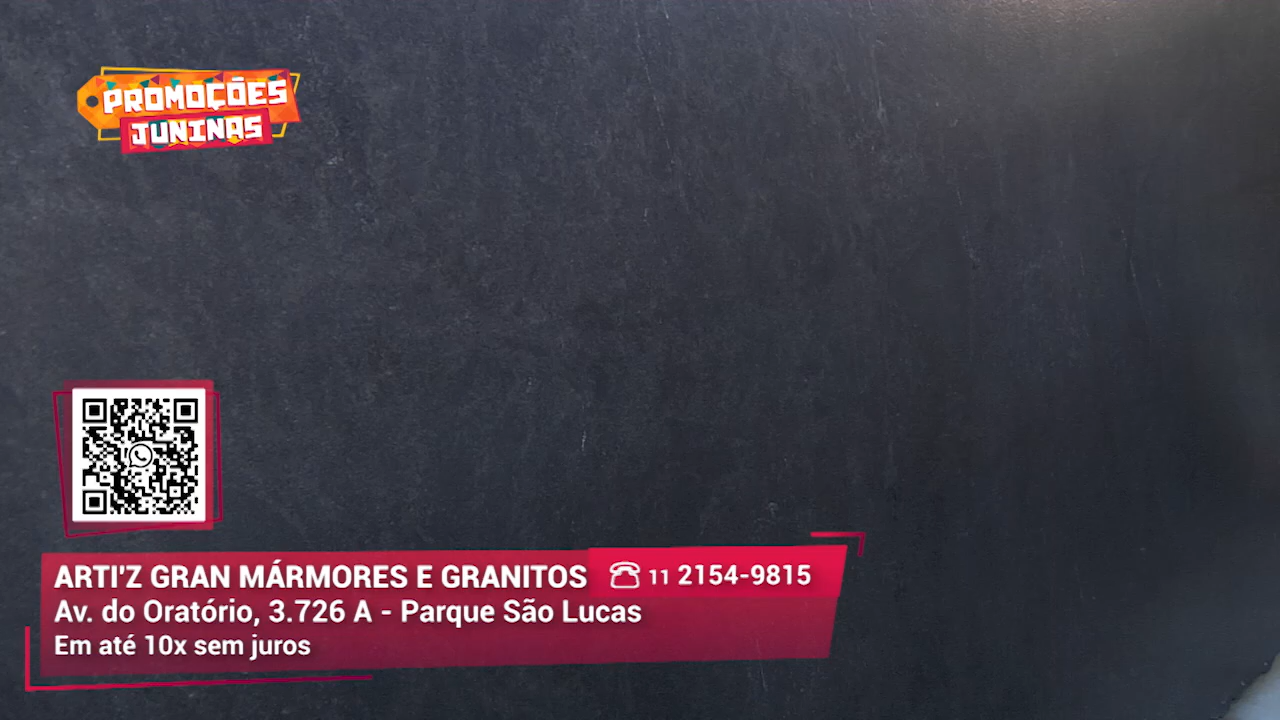 PROMOÇÕES
JUNINAS
ARTI'Z GRAN MÁRMORES E GRANITOS 11 2154-9815
Av. do Oratório, 3.726 A - Parque São Lucas
Em até 10x sem juros